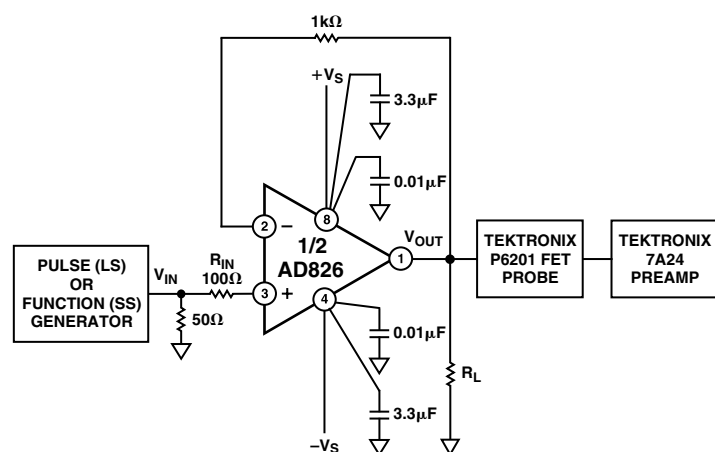 1kΩ
+VS
3.3μF
0.01μF
2
–
8
1/2
AD826
1
VOUT
TEKTRONIX
P6201 FET
PROBE
TEKTRONIX
7A24
PREAMP
PULSE (LS)
OR
FUNCTION (SS)
GENERATOR
VIN
RIN
100Ω
3
+
4
50Ω
0.01μF
RL
3.3μF
–VS